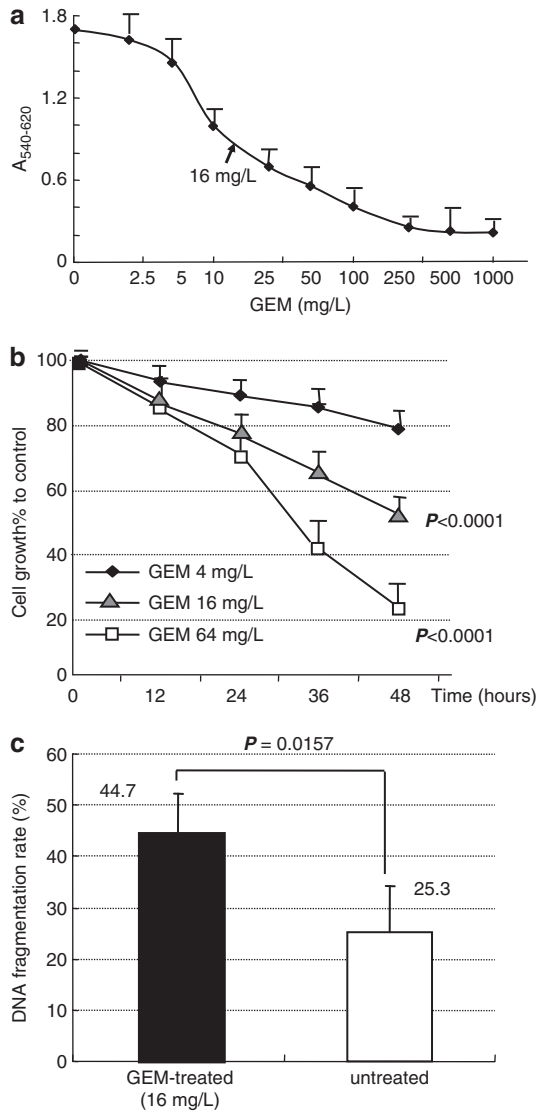 a
1.8
1.2
0.6
0
A540-620
16 mg/L
0 2.5 5 10 25 50 100 250 500 1000
GEM (mg/L)
b
100
80
60
40
20
0
Cell growth% to control
P<0.0001
GEM 4 mg/L
GEM 16 mg/L
GEM 64 mg/L
P<0.0001
0 12 24 36 48 Time (hours)
c
60
50
40
30
20
10
0
DNA fragmentation rate (%)
P = 0.0157
44.7
25.3
GEM-treated untreated
(16 mg/L)